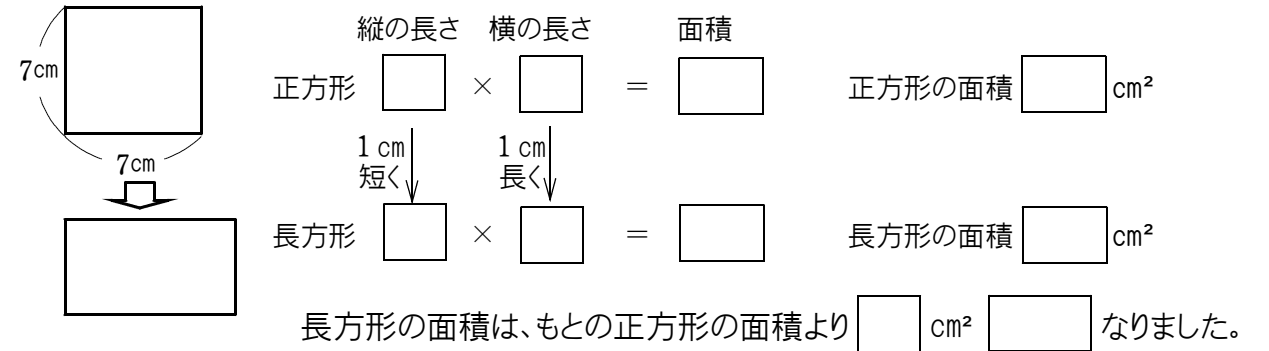 縦の長さ 横の長さ 面積
7cm
正方形 × = 正方形の面積 cm²
7cm
1cm 短く 1cm 長く
長方形 × = 長方形の面積 cm²
長方形の面積は、もとの正方形の面積より cm² なりました。